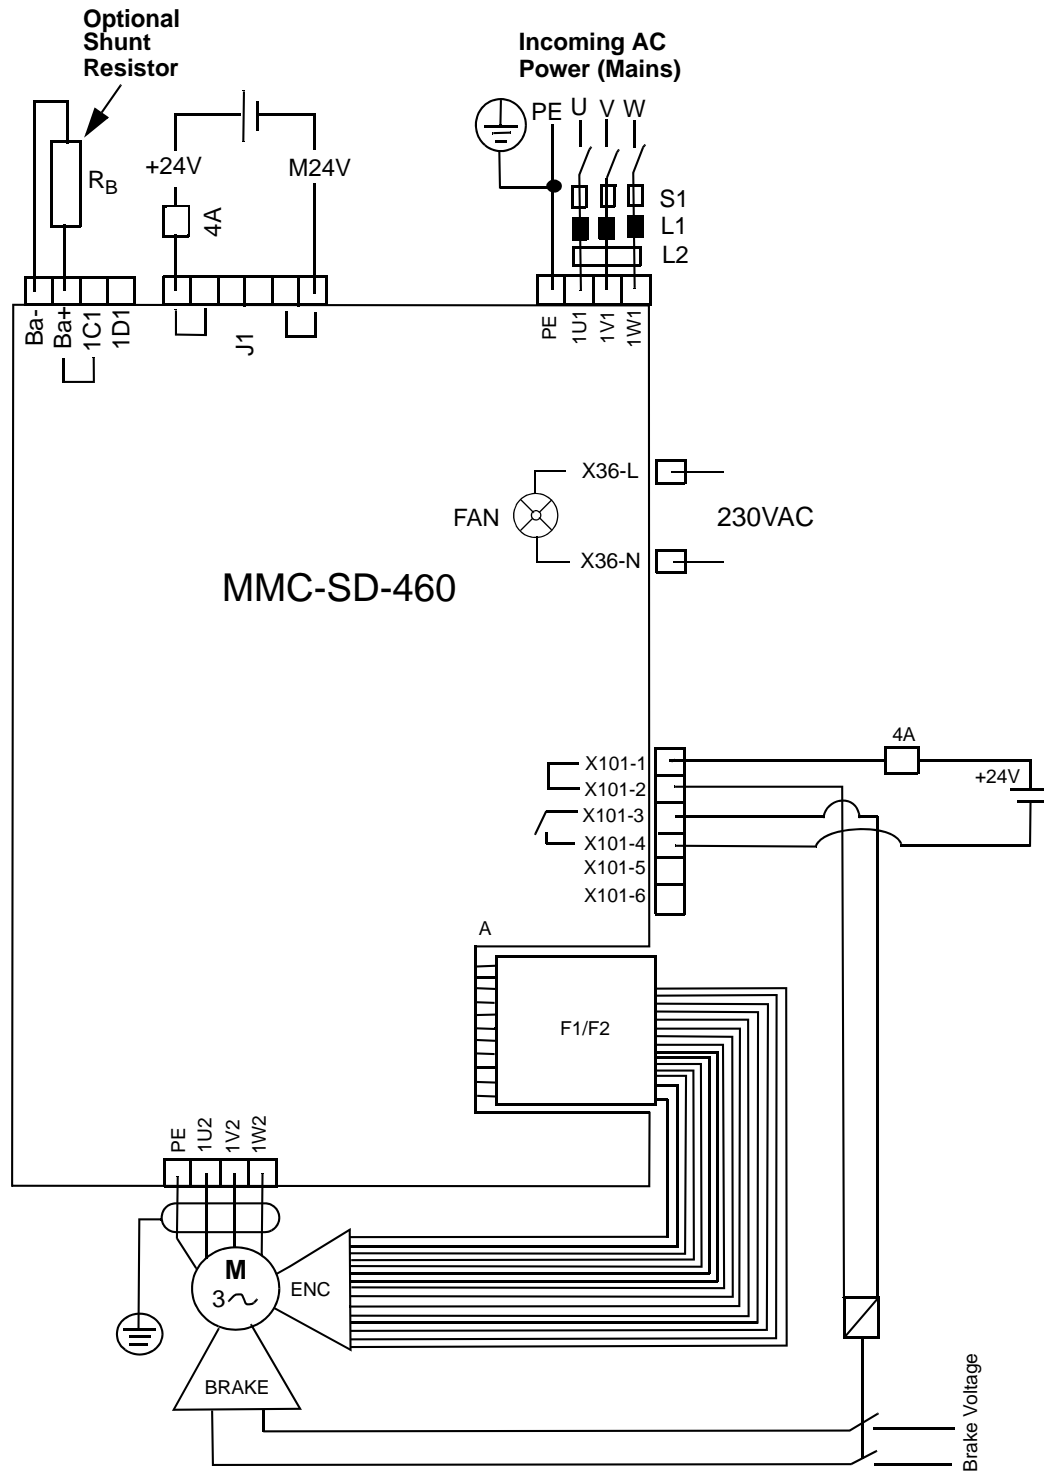 Optional
Shunt
Resistor
Incoming AC
Power (Mains)
PE
U V W
+24V
M24V
RB
4A
S1
L1
L2
Ba-
Ba+
1C1
1D1
J1
PE
1U1
1V1
1W1
X36-L
FAN
230VAC
X36-N
MMC-SD-460
4A
X101-1
+24V
X101-2
X101-3
X101-4
X101-5
X101-6
A
F1/F2
PE
1U2
1V2
1W2
M
3
ENC
BRAKE
Brake Voltage